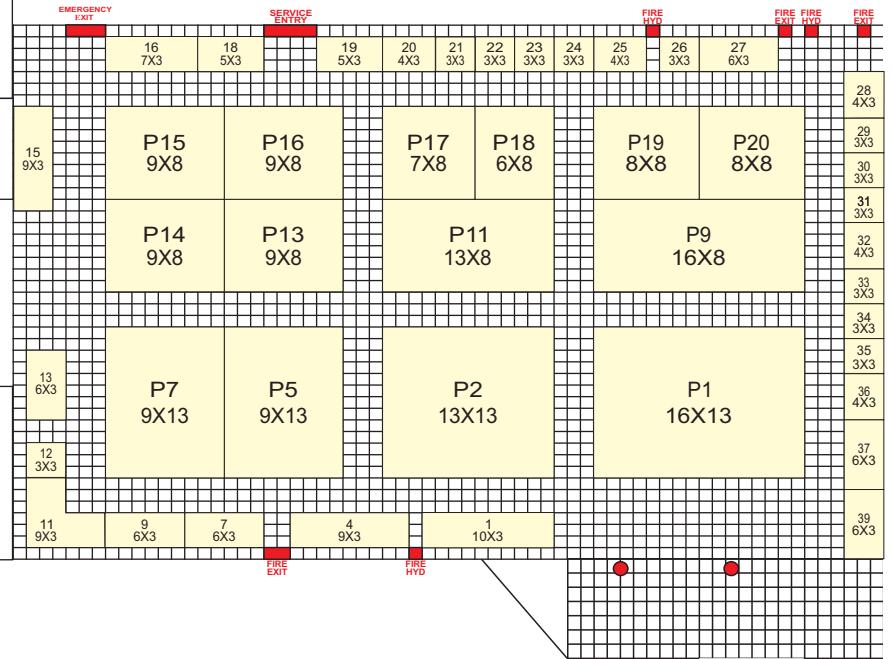 EMERGENCY
EXIT
SERVICE
ENTRY
FIRE
HYD
FIRE
EXIT
FIRE
HYD
FIRE
EXIT
16
7X3
18
5X3
19
5X3
20
4X3
21
3X3
22
3X3
23
3X3
24
3X3
25
4X3
26
3X3
27
6X3
28
4X3
15
9X3
P15
9X8
P16
9X8
P17
7X8
P18
6X8
P19
8X8
P20
8X8
29
3X3
30
3X3
31
3X3
P14
9X8
P13
9X8
P11
13X8
P9
16X8
32
4X3
33
3X3
34
3X3
35
3X3
13
6X3
P7
9X13
P5
9X13
P2
13X13
P1
16X13
36
4X3
37
6X3
12
3X3
11
9X3
9
6X3
7
6X3
4
9X3
1
10X3
39
6X3
FIRE
EXIT
FIRE
HYD